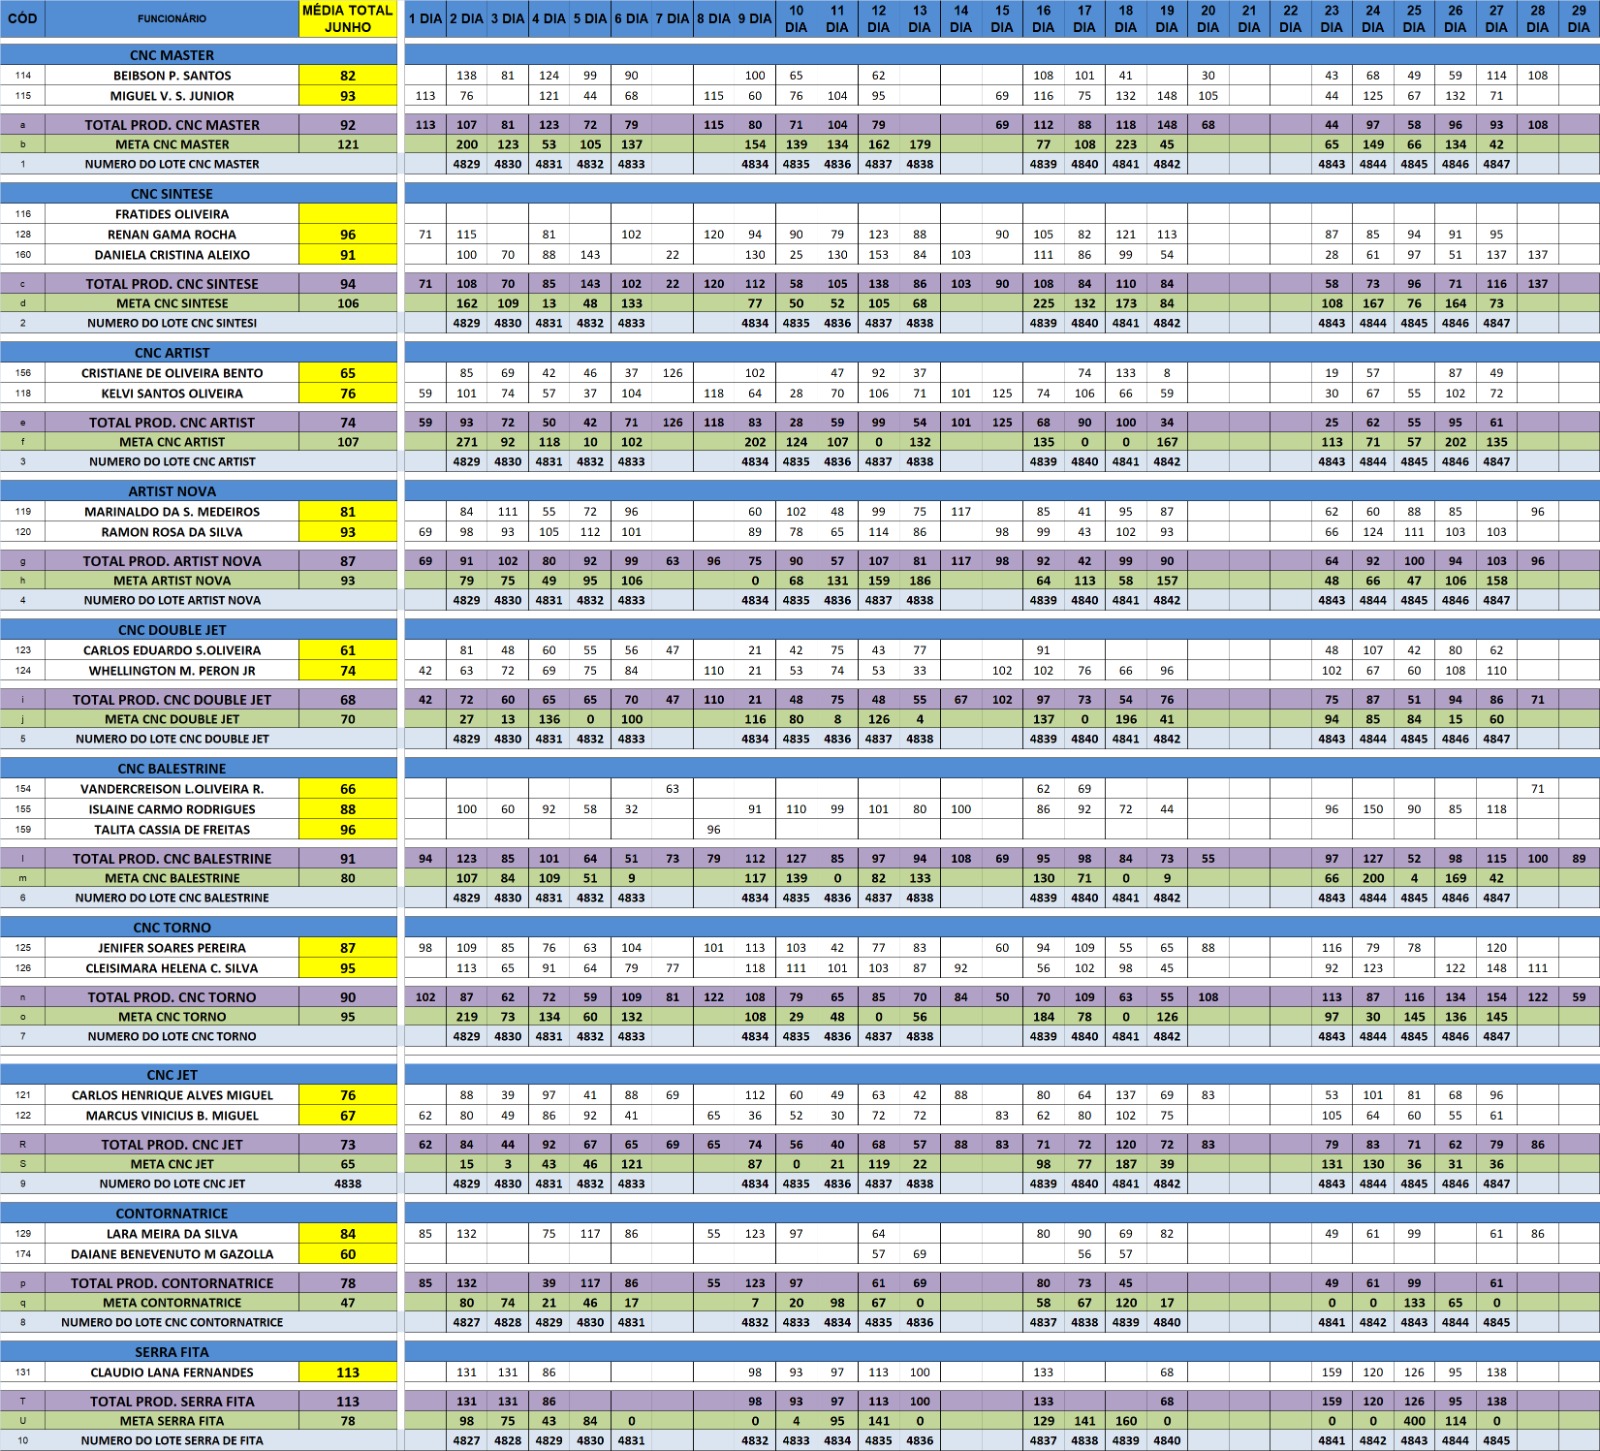 CÓD FUNCIONÁRIO MÉDIA TOTAL JUNHO 1 DIA 2 DIA 3 DIA 4 DIA 5 DIA 6 DIA 7 DIA 8 DIA 9 DIA 10 DIA 11 DIA 12 DIA 13 DIA 14 DIA 15 DIA 16 DIA 17 DIA 18 DIA 19 DIA 20 DIA 21 DIA 22 DIA 23 DIA 24 DIA 25 DIA 26 DIA 27 DIA 28 DIA 29 DIA
CNC MASTER
114 BEIBSON P. SANTOS 82 138 81 124 99 90 100 65 62 108 101 41 30 43 68 49 59 114 108
115 MIGUEL V. S. JUNIOR 93 113 76 121 44 68 115 60 76 104 95 69 116 75 132 148 105 44 125 67 132 71
a TOTAL PROD. CNC MASTER 92 113 107 81 123 72 79 115 80 71 104 79 69 112 88 118 148 68 44 97 58 96 93 108
b META CNC MASTER 121 200 123 53 105 137 154 139 134 162 179 77 108 223 45 65 149 66 134 42
1 NUMERO DO LOTE CNC MASTER 4829 4830 4831 4832 4833 4834 4835 4836 4837 4838 4839 4840 4841 4842 4843 4844 4845 4846 4847
CNC SINTESE
116 FRATIDES OLIVEIRA
128 RENAN GAMA ROCHA 96 71 115 81 102 120 94 90 79 123 88 90 105 82 121 113 87 85 94 91 95
160 DANIELA CRISTINA ALEIXO 91 100 70 88 143 22 130 25 130 153 84 103 111 86 99 54 28 61 97 51 137 137
c TOTAL PROD. CNC SINTESE 94 71 108 70 85 143 102 22 120 112 58 105 138 86 103 90 108 84 110 84 58 73 96 71 116 137
d META CNC SINTESE 106 162 109 13 48 133 77 50 52 105 68 225 132 173 84 108 167 76 164 73
2 NUMERO DO LOTE CNC SINTESI 4829 4830 4831 4832 4833 4834 4835 4836 4837 4838 4839 4840 4841 4842 4843 4844 4845 4846 4847
CNC ARTIST
156 CRISTIANE DE OLIVEIRA BENTO 65 85 69 42 46 37 126 102 47 92 37 74 133 8 19 57 87 49
118 KELVI SANTOS OLIVEIRA 76 59 101 74 57 37 104 118 64 28 70 106 71 101 125 74 106 66 59 30 67 55 102 72
e TOTAL PROD. CNC ARTIST 74 59 93 72 50 42 71 126 118 83 28 59 99 54 101 125 68 90 100 34 25 62 55 95 61
f META CNC ARTIST 107 271 92 118 10 102 202 124 107 0 132 135 0 0 167 113 71 57 202 135
3 NUMERO DO LOTE CNC ARTIST 4829 4830 4831 4832 4833 4834 4835 4836 4837 4838 4839 4840 4841 4842 4843 4844 4845 4846 4847
ARTIST NOVA
119 MARINALDO DA S. MEDEIROS 81 84 111 55 72 96 60 102 48 99 75 117 85 41 95 87 62 60 88 85 96
120 RAMON ROSA DA SILVA 93 69 98 93 105 112 101 89 78 65 114 86 98 99 43 102 93 66 124 111 103 103
g TOTAL PROD. ARTIST NOVA 87 69 91 102 80 92 99 63 96 75 90 57 107 81 117 98 92 42 99 90 64 92 100 94 103 96
h META ARTIST NOVA 93 79 75 49 95 106 0 68 131 159 186 64 113 58 157 48 66 47 106 158
4 NUMERO DO LOTE ARTIST NOVA 4829 4830 4831 4832 4833 4834 4835 4836 4837 4838 4839 4840 4841 4842 4843 4844 4845 4846 4847
CNC DOUBLE JET
123 CARLOS EDUARDO S.OLIVEIRA 61 81 48 60 55 56 47 21 42 75 43 77 91 48 107 42 80 62
124 WHELLINGTON M. PERON JR 74 42 63 72 69 75 84 110 21 53 74 53 33 102 102 76 66 96 102 67 60 108 110
i TOTAL PROD. CNC DOUBLE JET 68 42 72 60 65 65 70 47 110 21 48 75 48 55 67 102 97 73 54 76 75 87 51 94 86 71
j META CNC DOUBLE JET 70 27 13 136 0 100 116 80 8 126 4 137 0 196 41 94 85 84 15 60
5 NUMERO DO LOTE CNC DOUBLE JET 4829 4830 4831 4832 4833 4834 4835 4836 4837 4838 4839 4840 4841 4842 4843 4844 4845 4846 4847
CNC BALESTRINE
154 VANDERCREISON L.OLIVEIRA R. 66 63 62 69 71
155 ISLAINE CARMO RODRIGUES 88 100 60 92 58 32 91 110 99 101 80 100 86 92 72 44 96 150 90 85 118
159 TALITA CASSIA DE FREITAS 96 96
l TOTAL PROD. CNC BALESTRINE 91 94 123 85 101 64 51 73 79 112 127 85 97 94 108 69 95 98 84 73 55 97 127 52 98 115 100 89
m META CNC BALESTRINE 80 107 84 109 51 9 117 139 0 82 133 130 71 0 9 66 200 4 169 42
6 NUMERO DO LOTE CNC BALESTRINE 4829 4830 4831 4832 4833 4834 4835 4836 4837 4838 4839 4840 4841 4842 4843 4844 4845 4846 4847
CNC TORNO
125 JENIFER SOARES PEREIRA 87 98 109 85 76 63 104 101 113 103 42 77 83 60 94 109 55 65 88 116 79 78 120
126 CLEISIMARA HELENA C. SILVA 95 113 65 91 64 79 77 118 111 101 103 87 92 56 102 98 45 92 123 122 148 111
n TOTAL PROD. CNC TORNO 90 102 87 62 72 59 109 81 122 108 79 65 85 70 84 50 70 109 63 55 108 113 87 116 134 154 122 59
o META CNC TORNO 95 219 73 134 60 132 108 29 48 0 56 184 78 0 126 97 30 145 136 145
7 NUMERO DO LOTE CNC TORNO 4829 4830 4831 4832 4833 4834 4835 4836 4837 4838 4839 4840 4841 4842 4843 4844 4845 4846 4847
CNC JET
121 CARLOS HENRIQUE ALVES MIGUEL 76 88 39 97 41 88 69 112 60 49 63 42 88 80 64 137 69 83 53 101 81 68 96
122 MARCUS VINICIUS B. MIGUEL 67 62 80 49 86 92 41 65 36 52 30 72 72 83 62 80 102 75 105 64 60 55 61
R TOTAL PROD. CNC JET 73 62 84 44 92 67 65 69 65 74 56 40 68 57 88 83 71 72 120 72 83 79 83 71 62 79 86
S META CNC JET 65 15 3 43 46 121 87 0 21 119 22 98 77 187 39 131 130 36 31 36
9 NUMERO DO LOTE CNC JET 4838 4829 4830 4831 4832 4833 4834 4835 4836 4837 4838 4839 4840 4841 4842 4843 4844 4845 4846 4847
CONTORNATRICE
129 LARA MEIRA DA SILVA 84 85 132 75 117 86 55 123 97 64 80 90 69 82 49 61 99 61 86
174 DAIANE BENEVENUTO M GAZOLLA 60 57 69 56 57
p TOTAL PROD. CONTORNATRICE 78 85 132 39 117 86 55 123 97 61 69 80 73 45 49 61 99 61
q META CONTORNATRICE 47 80 74 21 46 17 7 20 98 67 0 58 67 120 17 0 0 133 65 0
8 NUMERO DO LOTE CNC CONTORNATRICE 4827 4828 4829 4830 4831 4832 4833 4834 4835 4836 4837 4838 4839 4840 4841 4842 4843 4844 4845
SERRA FITA
131 CLAUDIO LANA FERNANDES 113 131 131 86 98 93 97 113 100 133 68 159 120 126 95 138
T TOTAL PROD. SERRA FITA 113 131 131 86 98 93 97 113 100 133 68 159 120 126 95 138
U META SERRA FITA 78 98 75 43 84 0 0 4 95 141 0 129 141 160 0 0 0 400 114 0
10 NUMERO DO LOTE SERRA DE FITA 4827 4828 4829 4830 4831 4832 4833 4834 4835 4836 4837 4838 4839 4840 4841 4842 4843 4844 4845